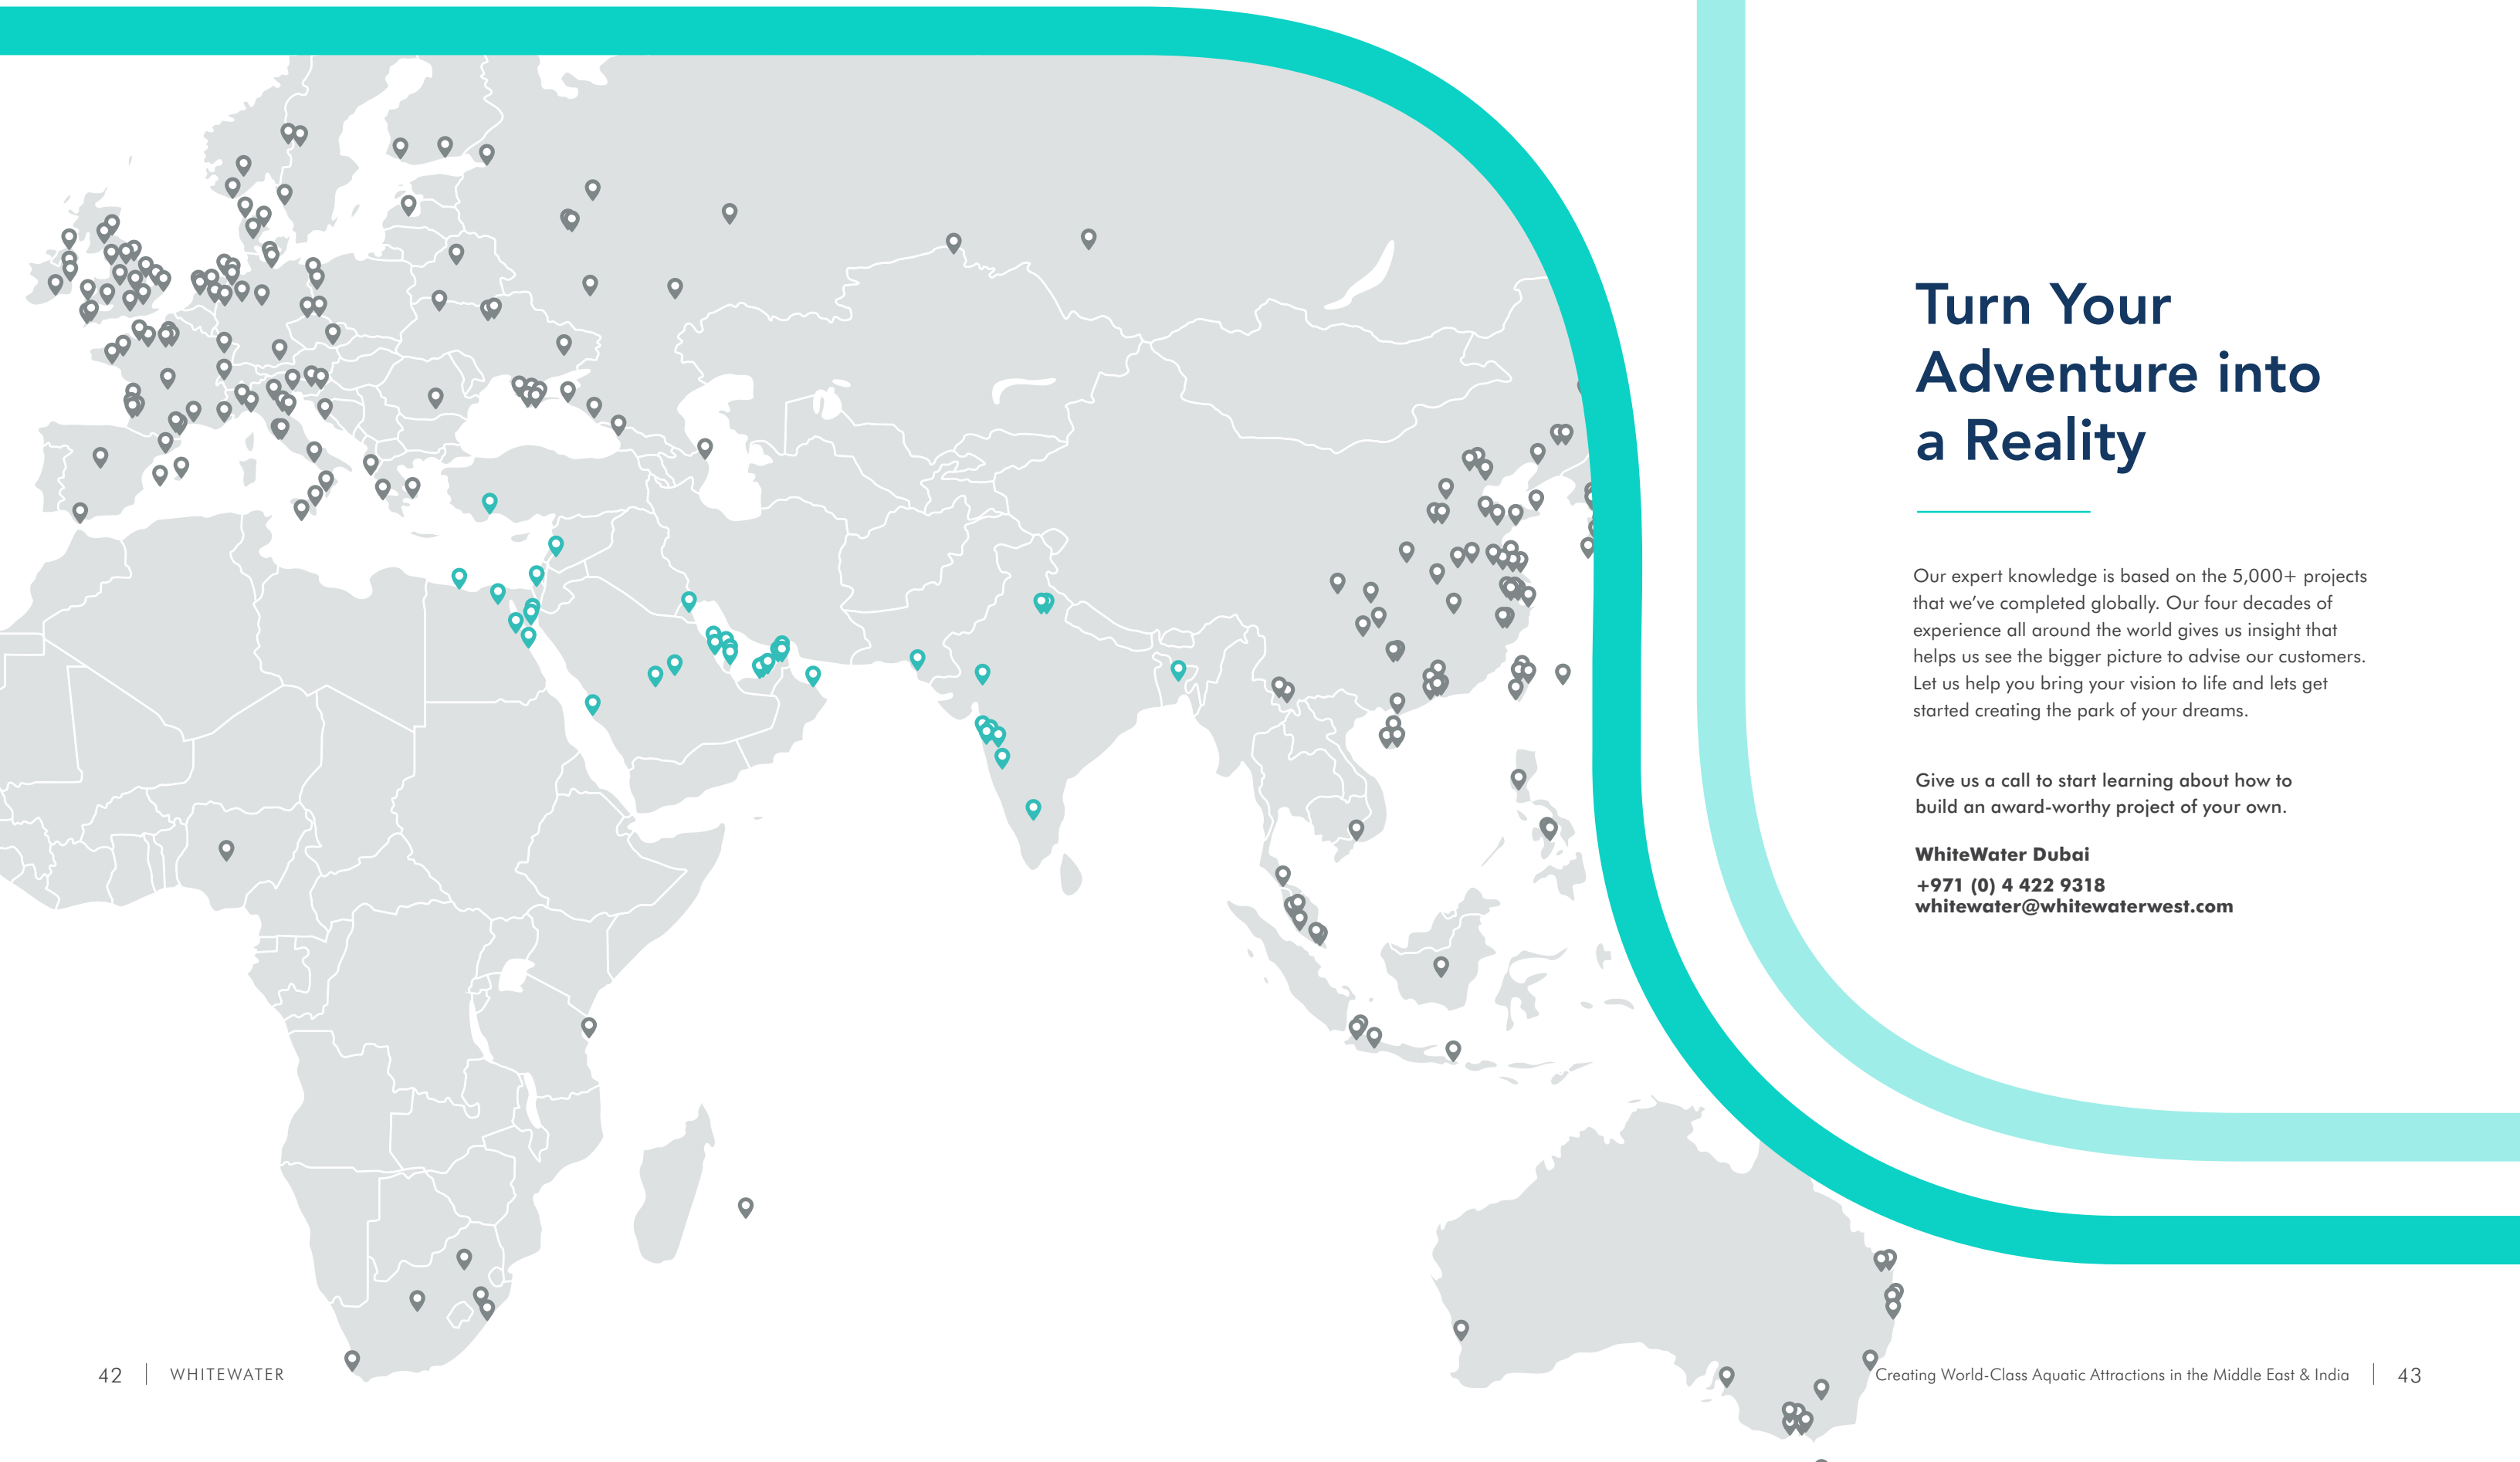 Turn Your
Adventure into
a Reality
Our expert knowledge is based on the 5,000+ projects
that we’ve completed globally. Our four decades of
experience all around the world gives us insight that
helps us see the bigger picture to advise our customers.
Let us help you bring your vision to life and lets get
started creating the park of your dreams.
Give us a call to start learning about how to
build an award-worthy project of your own.
WhiteWater Dubai
+971 (0) 4 422 9318
whitewater@whitewaterwest.com
42 | WHITEWATER
Creating World-Class Aquatic Attractions in the Middle East & India | 43